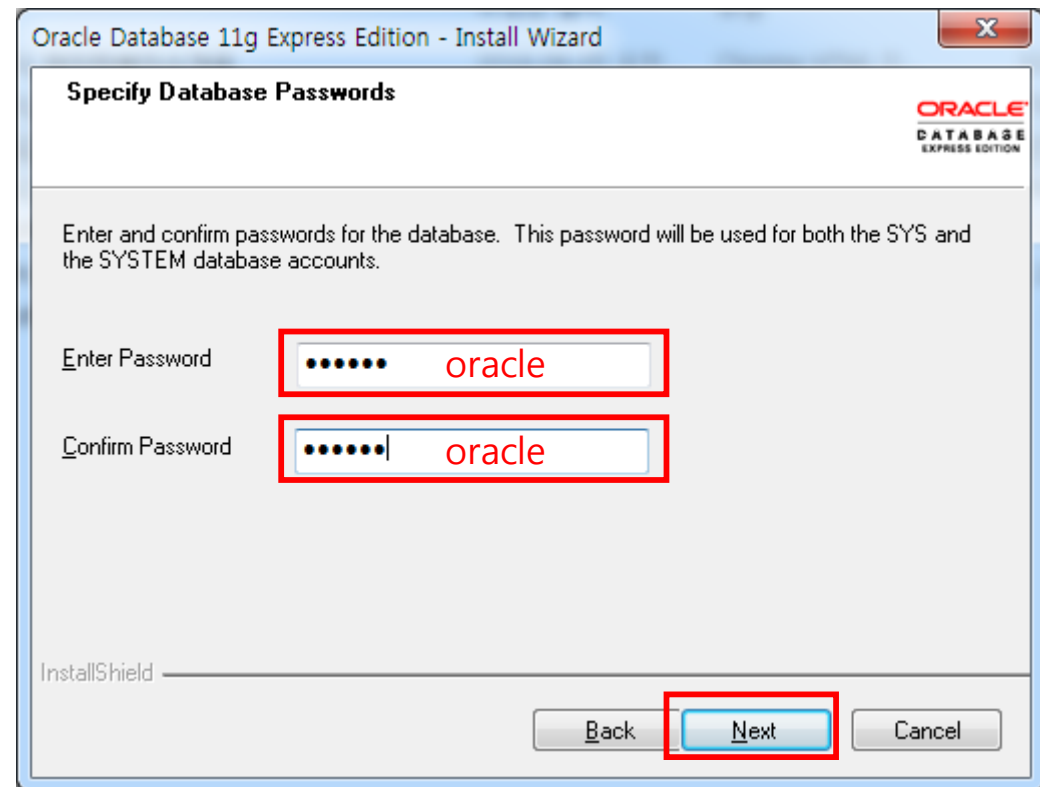 Oracle Database 11g Express Edition - Install Wizard
Specify Database Passwords
ORACLE
DATABASE
EXPRESS EDITION
Enter and confirm passwords for the database. This password will be used for both the SYS and
the SYSTEM database accounts.
Enter Password
•••••• oracle
Confirm Password
•••••• oracle
InstallShield
Back Next Cancel